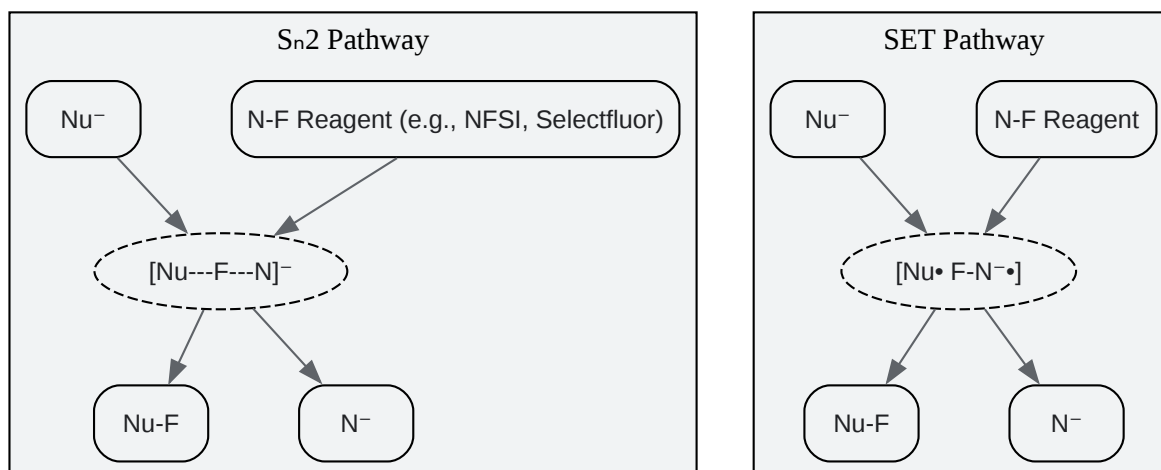 Sₙ2 Pathway
Nu⁻
N-F Reagent (e.g., NFSI, Selectfluor)
[Nu---F---N]⁻
Nu-F
N⁻
SET Pathway
Nu⁻
N-F Reagent
[Nu• F-N⁻•]
Nu-F
N⁻